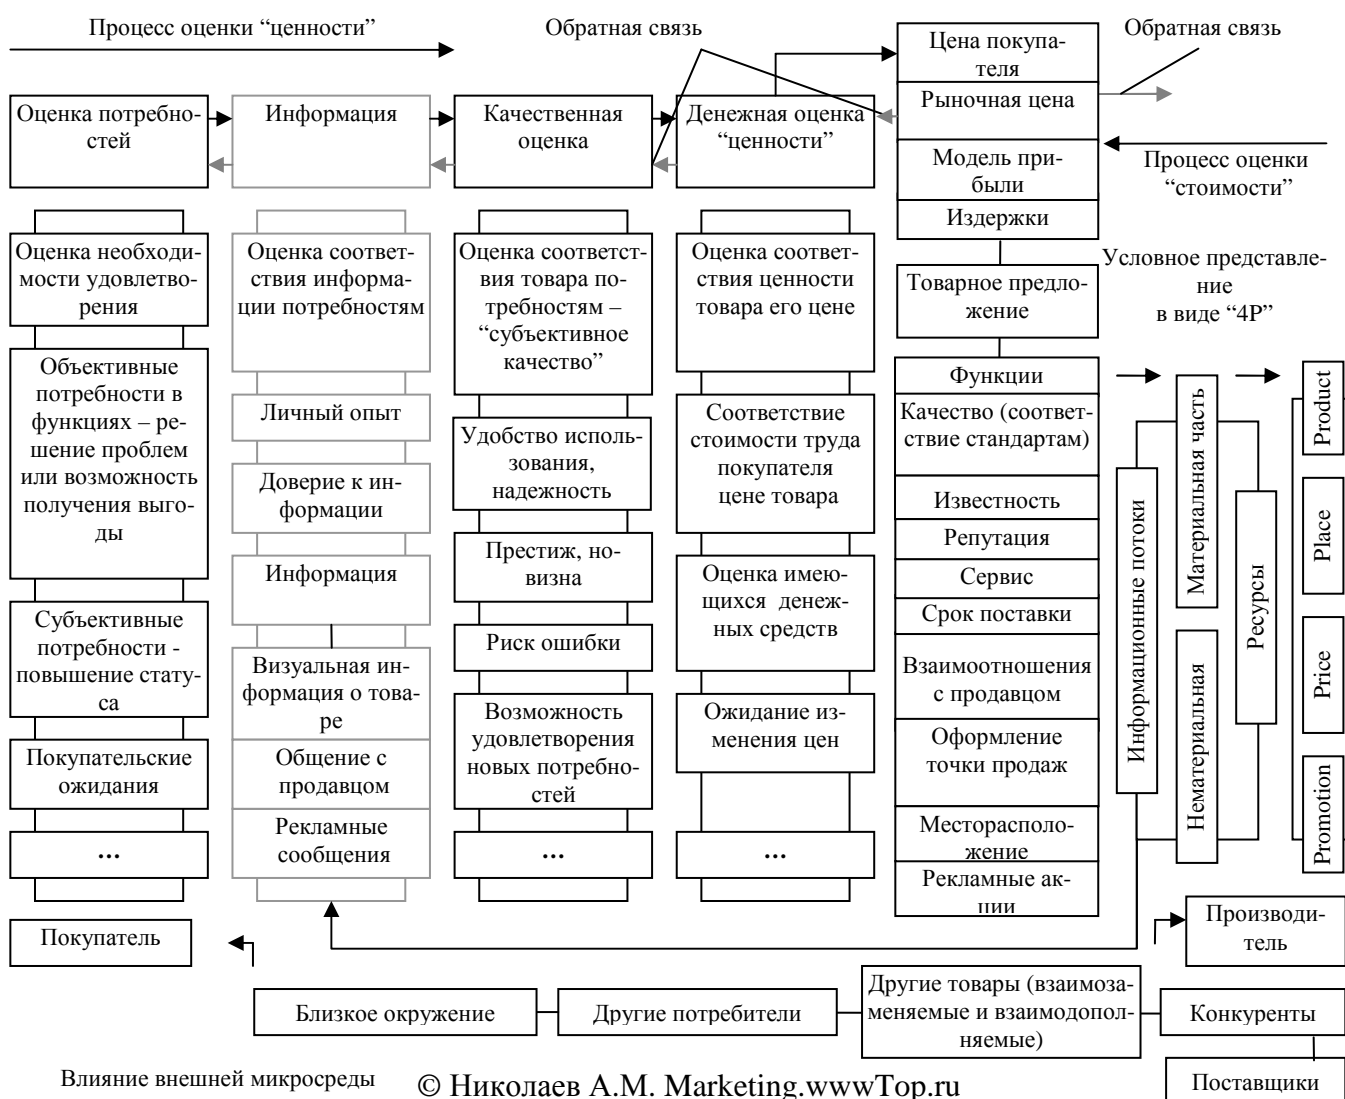 Процесс оценки “ценности”
Обратная связь
Цена покупа-
теля
Обратная связь
Оценка потребно-
стей
Информация
Качественная
оценка
Денежная оценка
“ценности”
Рыночная цена
Модель при-
были
Издержки
Процесс оценки
“стоимости”
Оценка необходи-
мости удовлетво-
рения
Объективные
потребности в
функциях – ре-
шение проблем
или возможность
получения выго-
ды
Субъективные
потребности -
повышение стату-
са
Покупательские
ожидания
...
Оценка соответ-
ствия информа-
ции потребностям
Личный опыт
Доверие к ин-
формации
Информация
Визуальная ин-
формация о това-
ре
Общение с
продавцом
Рекламные
сообщения
Оценка соответст-
вия товара по-
требностям –
“субъективное
качество”
Удобство исполь-
зования,
надежность
Престиж, но-
визна
Риск ошибки
Возможность
удовлетворения
новых потребно-
стей
...
Оценка соответ-
ствия ценности
товара его цене
Соответствие
стоимости труда
покупателя
цене товара
Оценка имею-
щихся денеж-
ных средств
Ожидание из-
менения цен
...
Товарное предло-
жение
Функции
Качество (соответ-
ствие стандартам)
Известность
Репутация
Сервис
Срок поставки
Взаимоотношения
с продавцом
Оформление
точки продаж
Месторасполо-
жение
Рекламные ак-
ции
Условное представле-
ние
в виде “4P”
Информационные потоки
Материальная часть
Нематериальная
Ресурсы
Product
Place
Price
Promotion
Покупатель
Производи-
тель
Близкое окружение
Другие потребители
Другие товары (взаимоза-
меняемые и взаимодопол-
няемые)
Конкуренты
Поставщики
Влияние внешней микросреды
© Николаев А.М. Marketing.wwwTop.ru